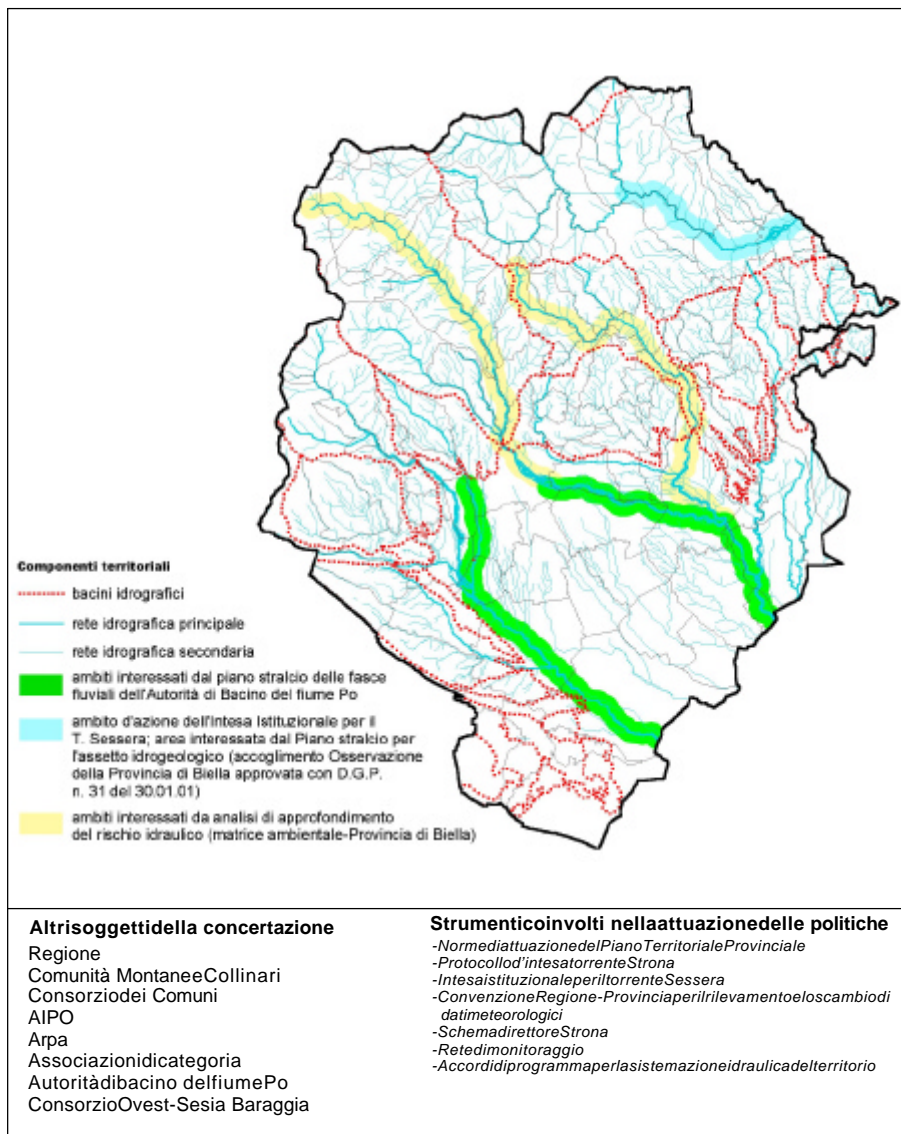 Componenti territoriali
bacini idrografici
rete idrografica principale
rete idrografica secondaria
ambiti interessati dal piano stralcio delle fasce
fluviali dell'Autorità di Bacino del fiume Po
ambito d'azione dell'Intesa Istituzionale per il
T. Sessera; area interessata dal Piano stralcio per
l'assetto idrogeologico (accoglimento Osservazione
della Provincia di Biella approvata con D.G.P.
n. 31 del 30.01.01)
ambiti interessati da analisi di approfondimento
del rischio idraulico (matrice ambientale-Provincia di Biella)
Altrisoggettidella concertazione
Regione
Comunità MontaneeCollinari
Consorziodei Comuni
AIPO
Arpa
Associazionidicategoria
Autoritàdibacino delfiumePo
ConsorzioOvest-Sesia Baraggia
Strumenticoinvolti nellaattuazionedelle politiche
-NormediattuazionedelPianoTerritorialeProvinciale
-Protocollod'intesatorrenteStrona
-IntesaistituzionaleperiltorrenteSessera
-ConvenzioneRegione-Provinciaperilrilevamentoeloscambiodi
datimeteorologici
-SchemadirettoreStrona
-Retedimonitoraggio
-Accordidiprogrammaperlasistemazioneidraulicadelterritorio